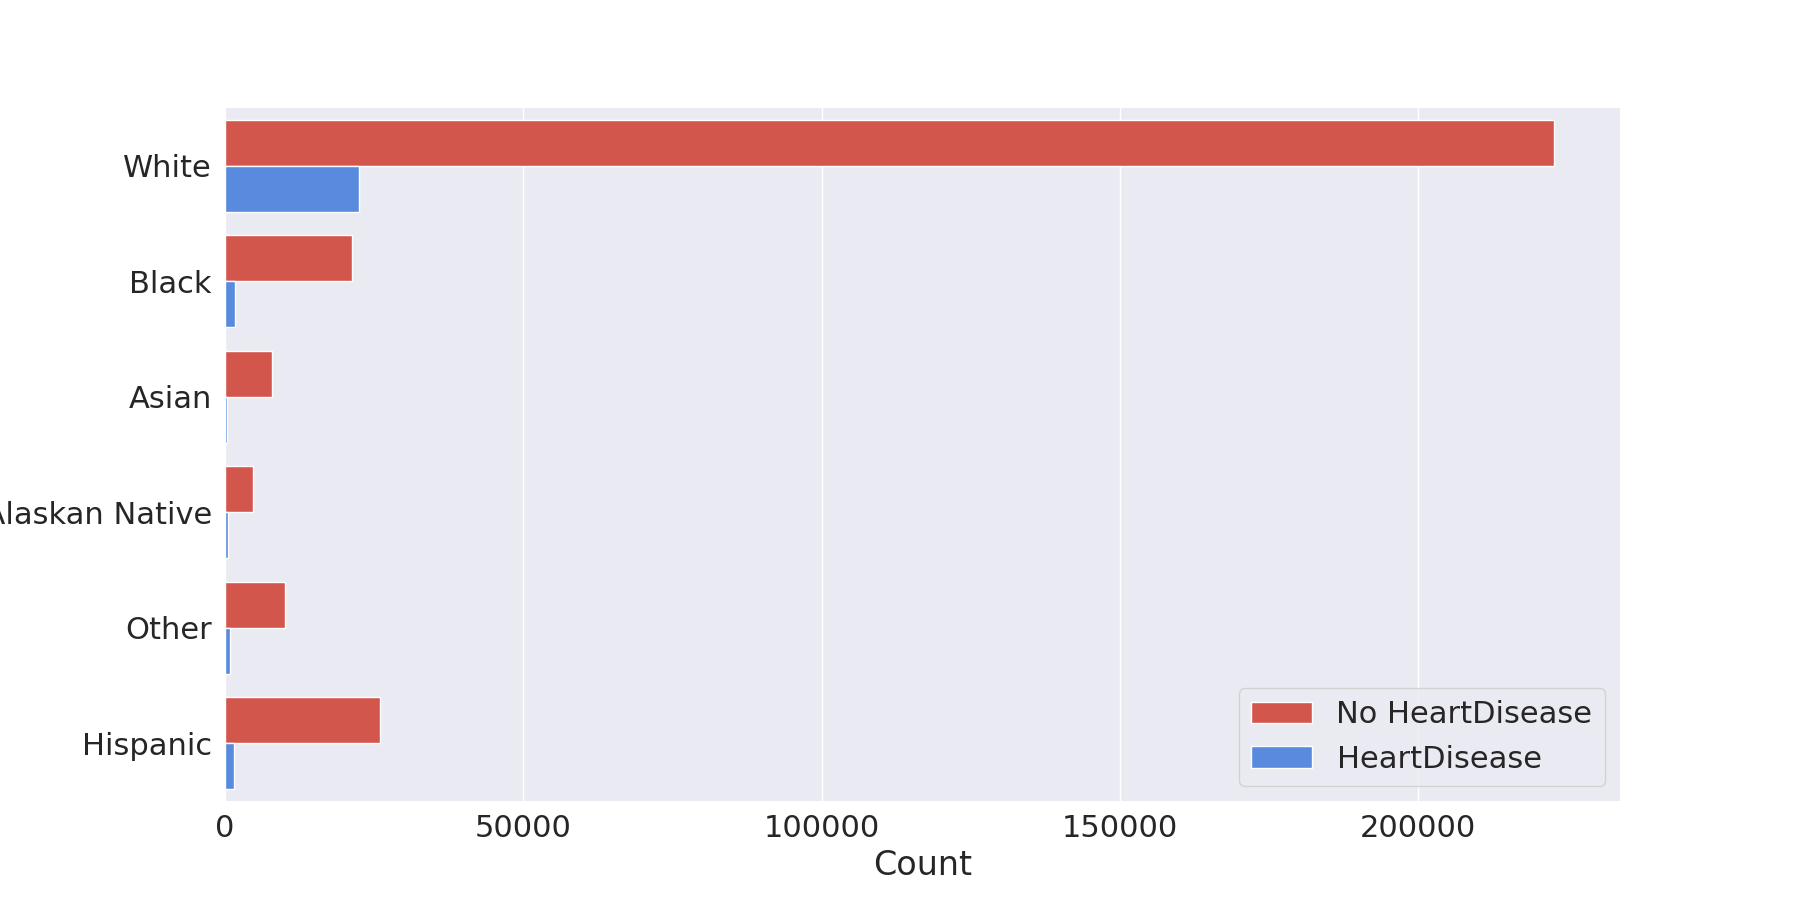 White
Black
Asian
Alaskan Native
Other
Hispanic
No HeartDisease
HeartDisease
0 50000 100000 150000 200000
Count